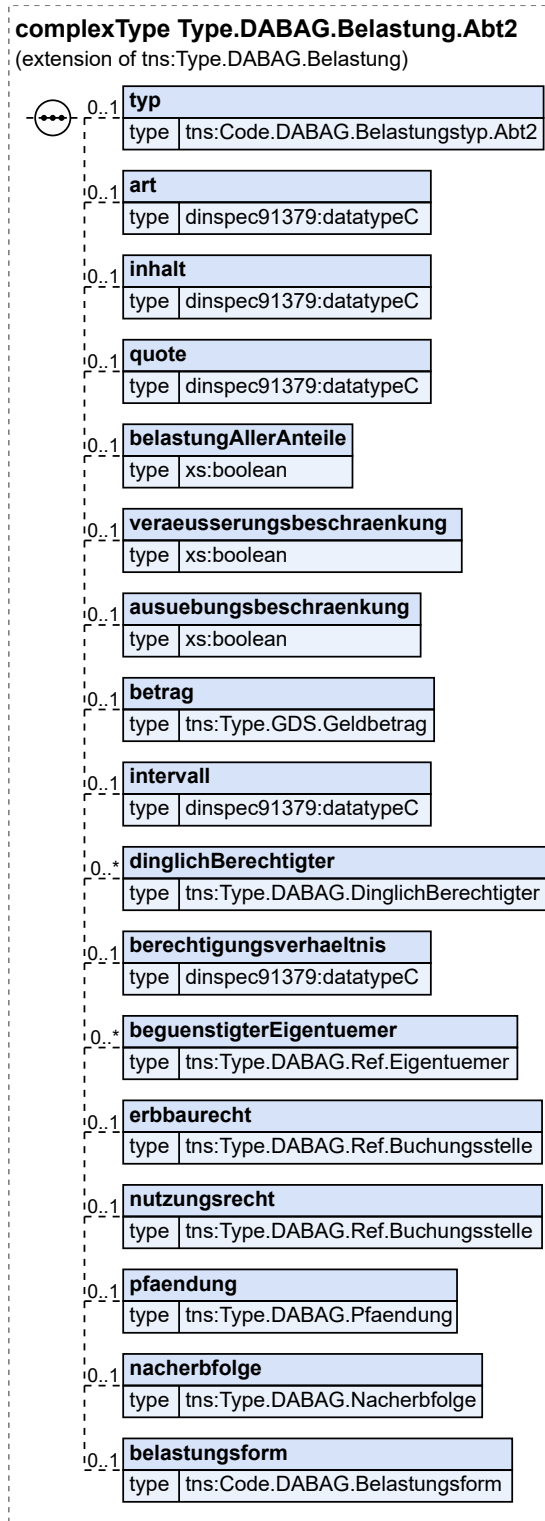 complexType Type.DABAG.Belastung.Abt2
(extension of tns:Type.DABAG.Belastung)
0..1 typ
type tns:Code.DABAG.Belastungstyp.Abt2
0..1 art
type dinspec91379:datatypeC
0..1 inhalt
type dinspec91379:datatypeC
0..1 quote
type dinspec91379:datatypeC
0..1 belastungAllerAnteile
type xs:boolean
0..1 veraeusserungsbeschraenkung
type xs:boolean
0..1 ausuebungsbeschraenkung
type xs:boolean
0..1 betrag
type tns:Type.GDS.Geldbetrag
0..1 intervall
type dinspec91379:datatypeC
0..* dinglichBerechtigter
type tns:Type.DABAG.DinglichBerechtigter
0..1 berechtigungsverhaeltnis
type dinspec91379:datatypeC
0..* beguenstigterEigentuemer
type tns:Type.DABAG.Ref.Eigentuemer
0..1 erbbaurecht
type tns:Type.DABAG.Ref.Buchungsstelle
0..1 nutzungsrecht
type tns:Type.DABAG.Ref.Buchungsstelle
0..1 pfaendung
type tns:Type.DABAG.Pfaendung
0..1 nacherbfolge
type tns:Type.DABAG.Nacherbfolge
0..1 belastungsform
type tns:Code.DABAG.Belastungsform